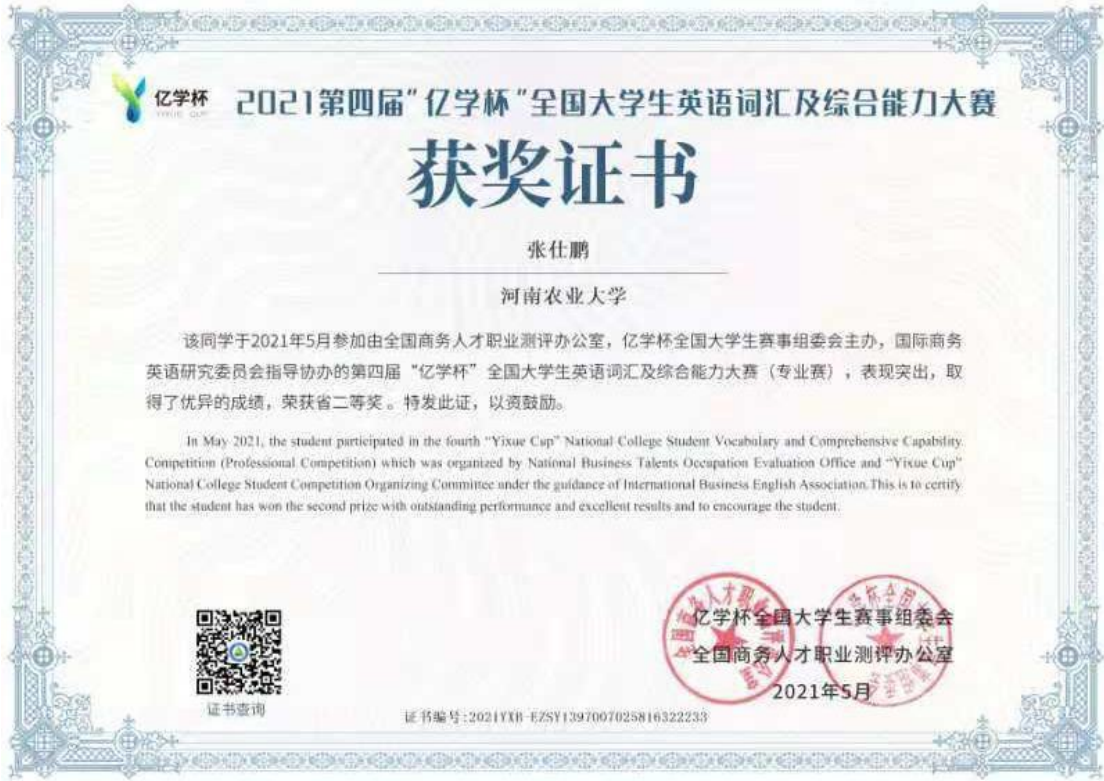 亿学杯
YIXUE CUP
2021第四届"亿学杯"全国大学生英语词汇及综合能力大赛
获奖证书
张仕鹏
河南农业大学
该同学于2021年5月参加由全国商务人才职业测评办公室，亿学杯全国大学生赛事组委会主办，国际商务
英语研究委员会指导协办的第四届“亿学杯”全国大学生英语词汇及综合能力大赛（专业赛），表现突出，取
得了优异的成绩，荣获省二等奖。特发此证，以资鼓励。
In May 2021, the student participated in the fourth “Yixue Cup” National College Student Vocabulary and Comprehensive Capability
Competition (Professional Competition) which was organized by National Business Talents Occupation Evaluation Office and “Yixue Cup”
National College Student Competition Organizing Committee under the guidance of International Business English Association.This is to certify
that the student has won the second prize with outstanding performance and excellent results and to encourage the student.
亿学杯全国大学生赛事组委会
全国商务人才职业测评办公室
2021年5月
证书查询
证书编号:2021YXB-EZSY1397007025816322233